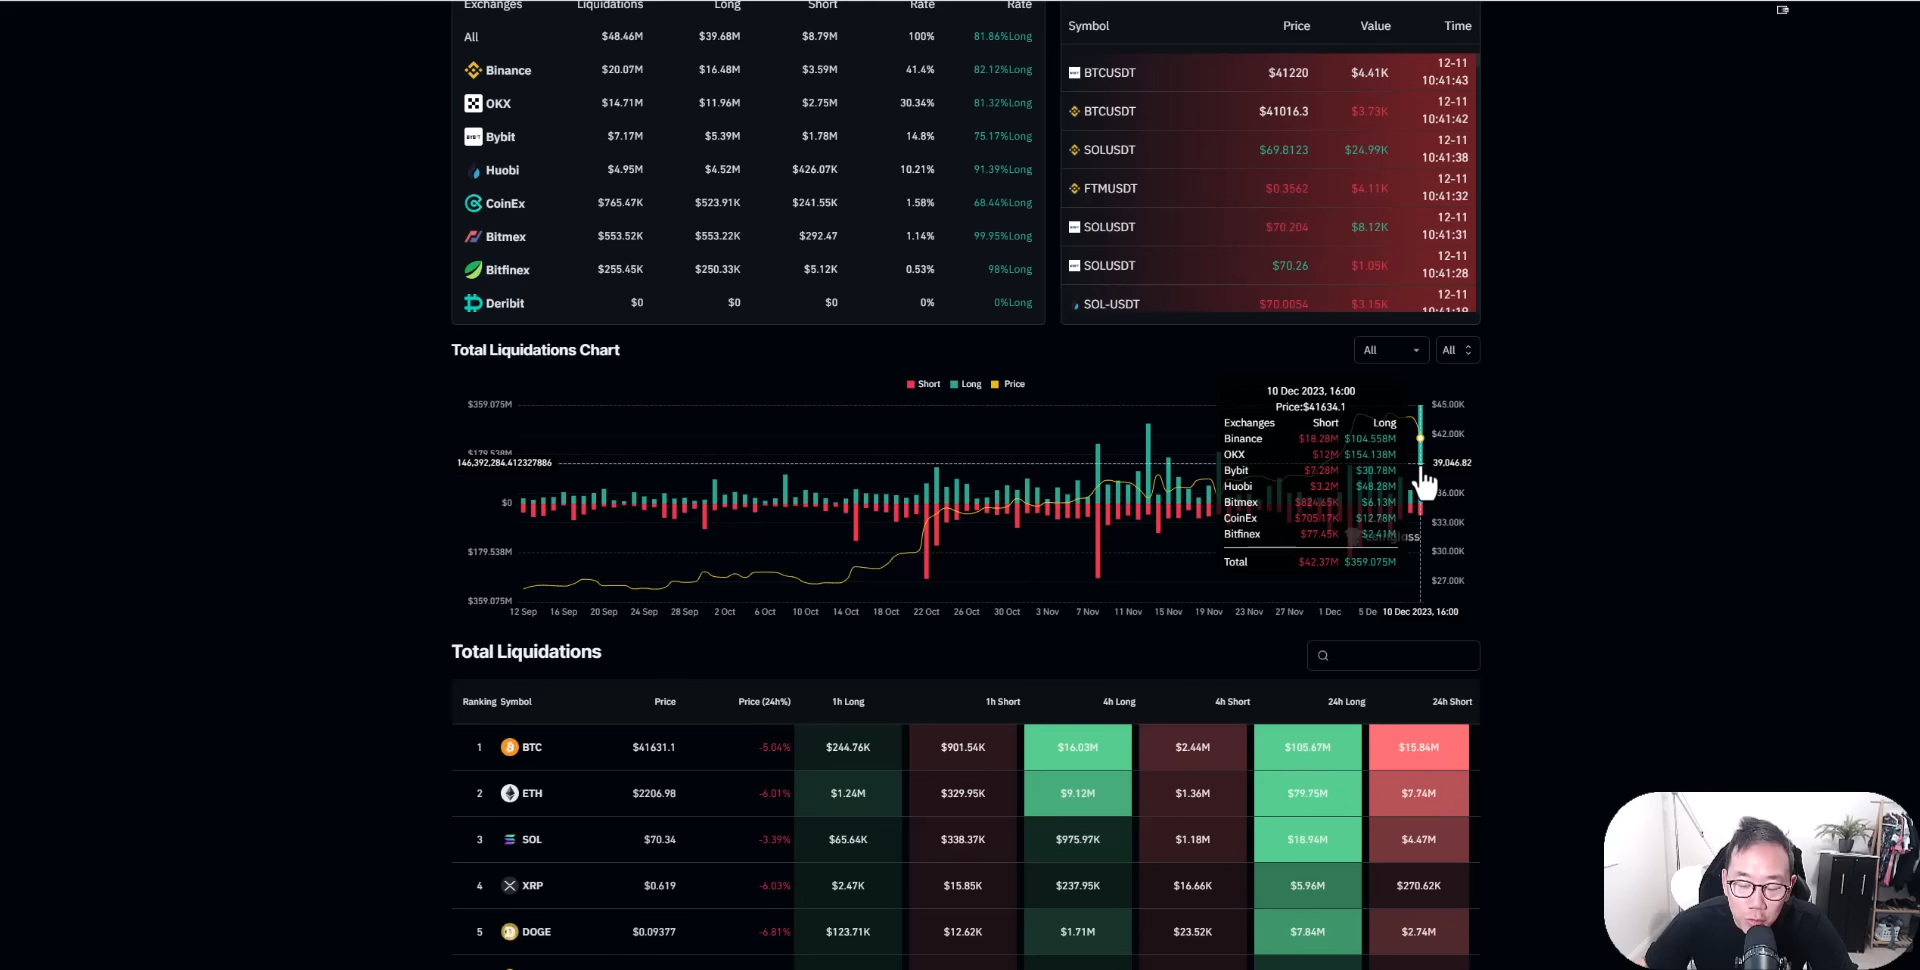 Exchanges Liquidations Long Short Rate Rate
All $48.46M $39.68M $8.79M 100% 81.86%Long
Binance $20.07M $16.48M $3.59M 41.4% 82.12%Long
OKX $14.71M $11.96M $2.75M 30.34% 81.32%Long
Bybit $7.17M $5.39M $1.78M 14.8% 75.17%Long
Huobi $4.95M $4.52M $426.07K 10.21% 91.39%Long
CoinEx $765.47K $523.91K $241.55K 1.58% 68.44%Long
Bitmex $553.52K $553.22K $292.47 1.14% 99.95%Long
Bitfinex $255.45K $250.33K $5.12K 0.53% 98%Long
Deribit $0 $0 $0 0% 0%Long
Symbol Price Value Time
BTCUSDT $41220 $4.41K 12-11 10:41:43
BTCUSDT $41016.3 $3.73K 12-11 10:41:42
SOLUSDT $69.8123 $24.99K 12-11 10:41:38
FTMUSDT $0.3562 $4.11K 12-11 10:41:32
SOLUSDT $70.204 $8.12K 12-11 10:41:31
SOLUSDT $70.26 $1.05K 12-11 10:41:28
SOL-USDT $70.0054 $3.15K 12-11 10:41:19
Total Liquidations Chart All All
Short Long Price
10 Dec 2023, 16:00
Price:$41634.1
Exchanges Short Long
Binance $18.28M $104.558M
OKX $12M $154.138M
Bybit $7.28M $30.78M
Huobi $3.2M $48.28M
Bitmex $824.65K $6.13M
CoinEx $705.17K $12.78M
Bitfinex $77.45K $2.41M
Total $42.37M $359.075M
$359.075M
$179.538M
146,392,284.412327886
$0
$179.538M
$359.075M
$45.00K
$42.00K
39,046.82
$36.00K
$33.00K
$30.00K
$27.00K
12 Sep 16 Sep 20 Sep 24 Sep 28 Sep 2 Oct 6 Oct 10 Oct 14 Oct 18 Oct 22 Oct 26 Oct 30 Oct 3 Nov 7 Nov 11 Nov 15 Nov 19 Nov 23 Nov 27 Nov 1 Dec 5 De 10 Dec 2023, 16:00
Total Liquidations
Ranking Symbol Price Price (24h%) 1h Long 1h Short 4h Long 4h Short 24h Long 24h Short
1 BTC $41631.1 -5.04% $244.76K $901.54K $16.03M $2.44M $105.67M $15.84M
2 ETH $2206.98 -6.01% $1.24M $329.95K $9.12M $1.36M $79.75M $7.74M
3 SOL $70.34 -3.39% $65.64K $338.37K $975.97K $1.18M $18.94M $4.47M
4 XRP $0.619 -6.03% $2.47K $15.85K $237.95K $16.66K $5.96M $270.62K
5 DOGE $0.09377 -6.81% $123.71K $12.62K $1.71M $23.52K $7.84M $2.74M